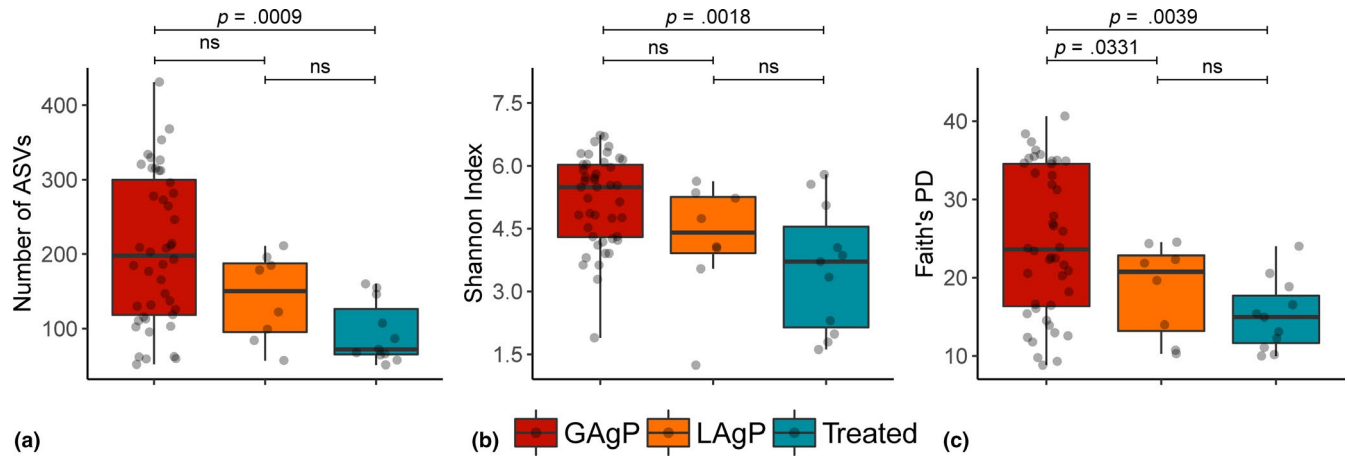 p = .0009
ns
ns
Number of ASVs
400
300
200
100
(a)
p = .0018
ns
ns
Shannon Index
7.5
6.0
4.5
3.0
1.5
(b)
p = .0039
p = .0331
ns
Faith's PD
40
30
20
10
(c)
GAgP LAgP Treated